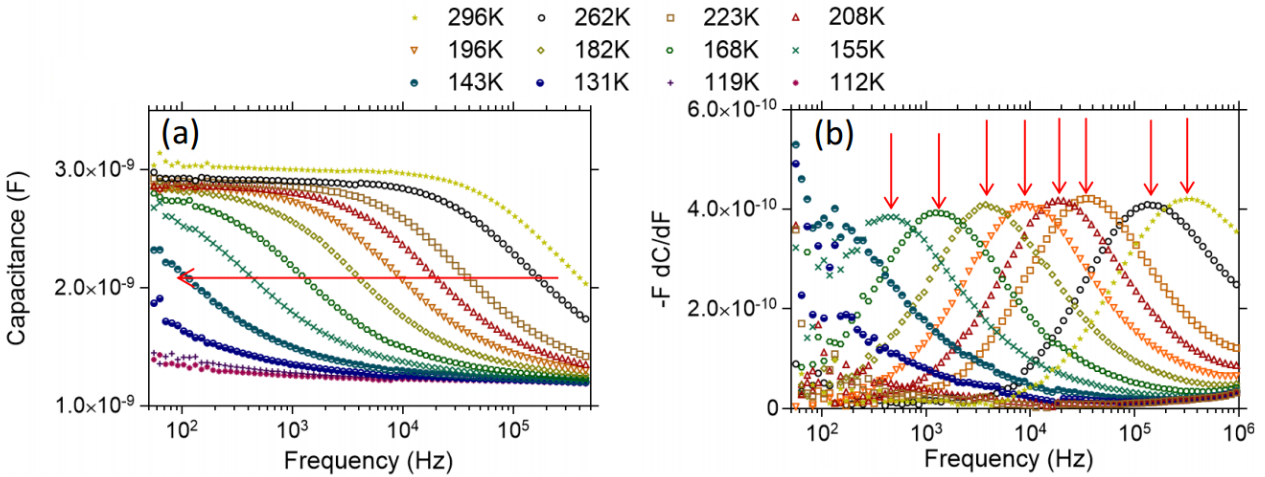 296K 262K 223K 208K
196K 182K 168K 155K
143K 131K 119K 112K
(a)
Capacitance (F)
3.0×10⁻⁹
2.0×10⁻⁹
1.0×10⁻⁹
10² 10³ 10⁴ 10⁵
Frequency (Hz)
(b)
-F dC/dF
6.0×10⁻¹⁰
4.0×10⁻¹⁰
2.0×10⁻¹⁰
0
10² 10³ 10⁴ 10⁵ 10⁶
Frequency (Hz)